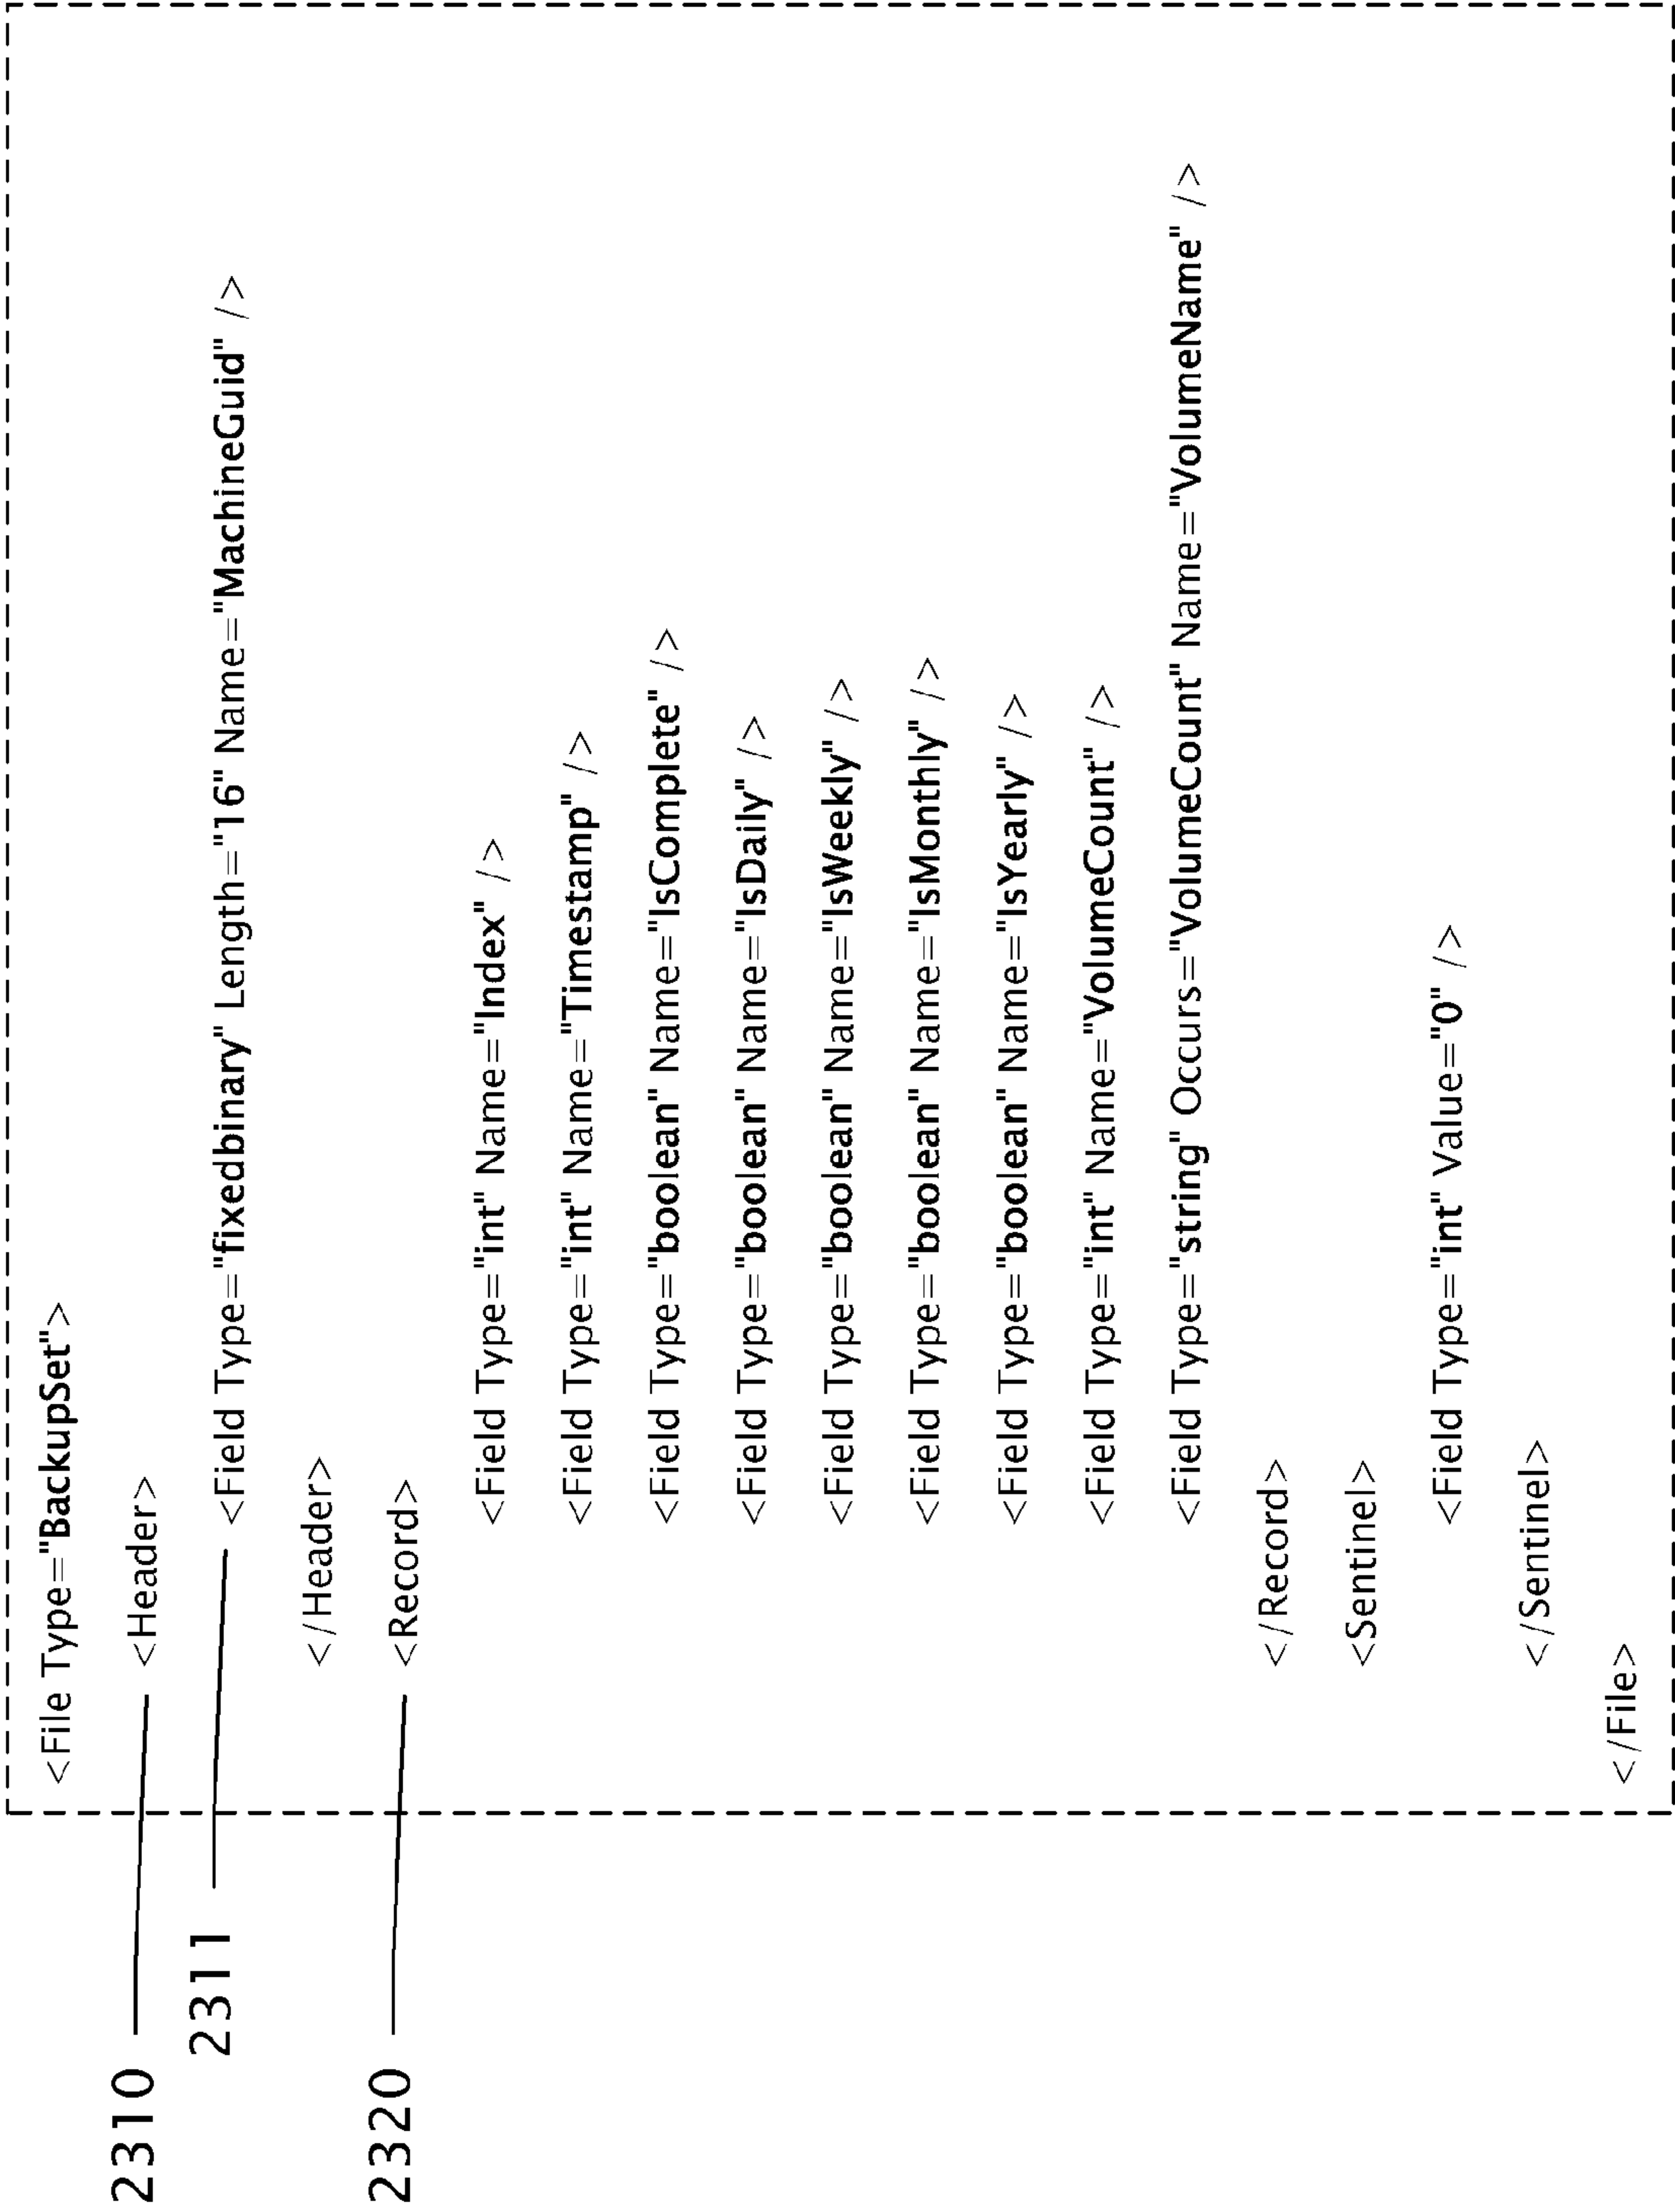 <File Type="BackupSet">
2310 <Header>
2311 <Field Type="fixedbinary" Length="16" Name="MachineGuid" />
</Header>
2320 <Record>
<Field Type="int" Name="Index" />
<Field Type="int" Name="Timestamp" />
<Field Type="boolean" Name="IsComplete" />
<Field Type="boolean" Name="IsDaily" />
<Field Type="boolean" Name="IsWeekly" />
<Field Type="boolean" Name="IsMonthly" />
<Field Type="boolean" Name="IsYearly" />
<Field Type="int" Name="VolumeCount" />
<Field Type="string" Occurs="VolumeCount" Name="VolumeName" />
</Record>
<Sentinel>
<Field Type="int" Value="0" />
</Sentinel>
</File>